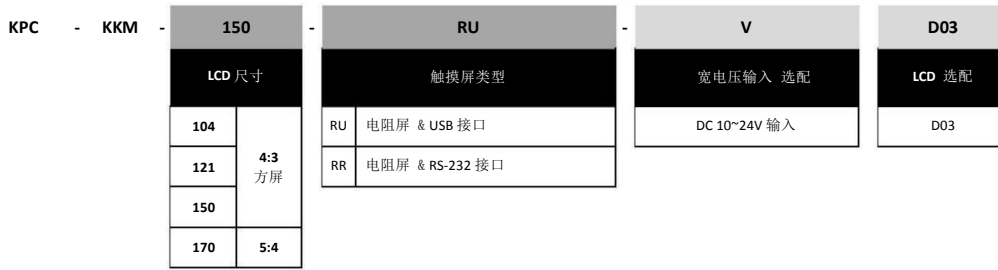 KPC - KKM - 150 - RU - V D03
LCD 尺寸 触摸屏类型 宽电压输入 选配 LCD 选配
104 RU 电阻屏 & USB 接口 DC 10~24V 输入 D03
4:3
方屏
121 RR 电阻屏 & RS-232 接口
150
170 5:4